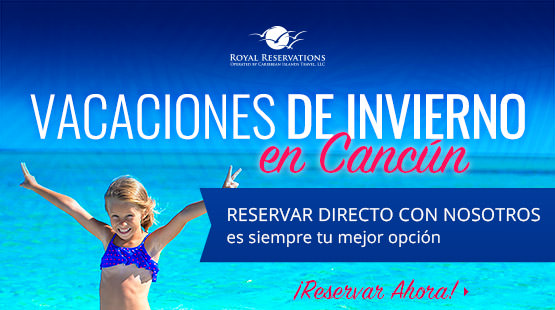 ROYAL RESERVATIONS
OPERATED BY CARIBBEAN ISLANDS TRAVEL, LLC
VACACIONES DE INVIERNO
en Cancún
RESERVAR DIRECTO CON NOSOTROS
es siempre tu mejor opción
¡Reservar Ahora!